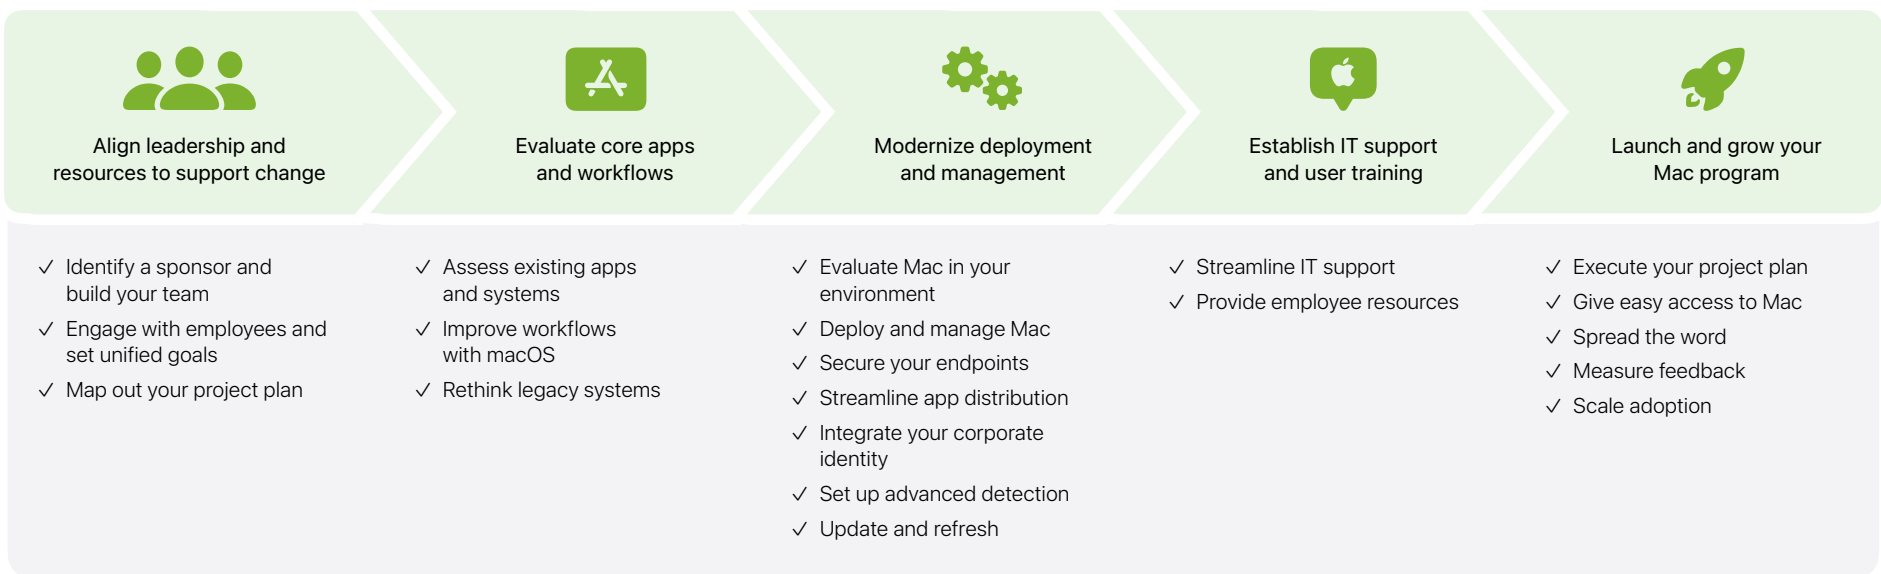 Align leadership and
resources to support change
Evaluate core apps
and workflows
Modernize deployment
and management
Establish IT support
and user training
Launch and grow your
Mac program
✓ Identify a sponsor and
build your team
✓ Engage with employees and
set unified goals
✓ Map out your project plan
✓ Assess existing apps
and systems
✓ Improve workflows
with macOS
✓ Rethink legacy systems
✓ Evaluate Mac in your
environment
✓ Deploy and manage Mac
✓ Secure your endpoints
✓ Streamline app distribution
✓ Integrate your corporate
identity
✓ Set up advanced detection
✓ Update and refresh
✓ Streamline IT support
✓ Provide employee resources
✓ Execute your project plan
✓ Give easy access to Mac
✓ Spread the word
✓ Measure feedback
✓ Scale adoption